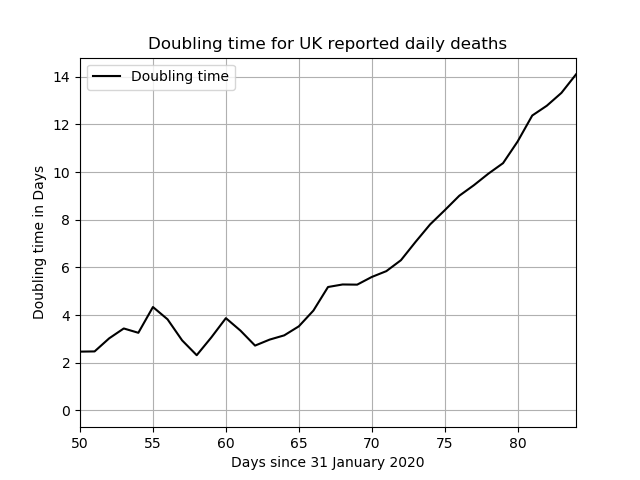 Doubling time for UK reported daily deaths
Doubling time
14
12
10
8
6
4
2
0
Doubling time in Days
50 55 60 65 70 75 80
Days since 31 January 2020